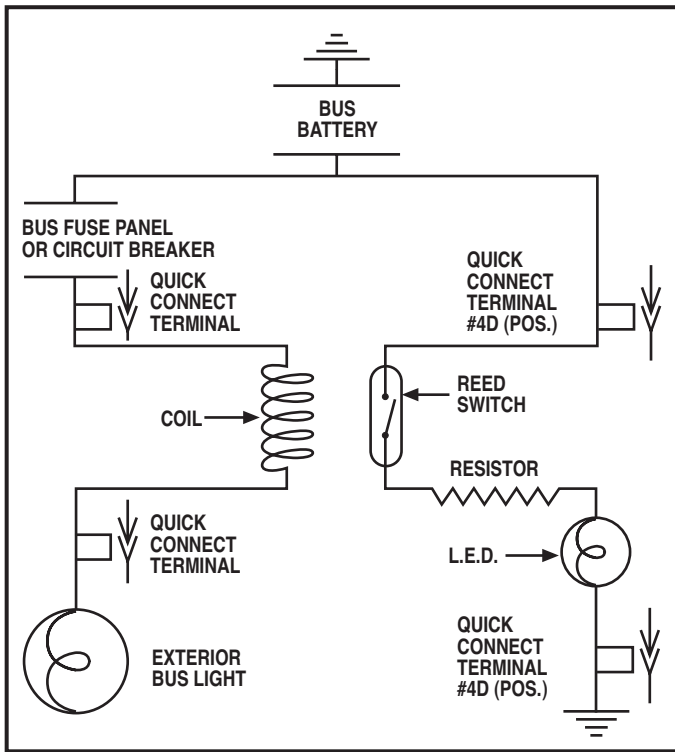 BUS
BATTERY
BUS FUSE PANEL
OR CIRCUIT BREAKER
QUICK
CONNECT
TERMINAL
QUICK
CONNECT
TERMINAL
#4D (POS.)
COIL
REED
SWITCH
RESISTOR
QUICK
CONNECT
TERMINAL
L.E.D.
EXTERIOR
BUS LIGHT
QUICK
CONNECT
TERMINAL
#4D (POS.)